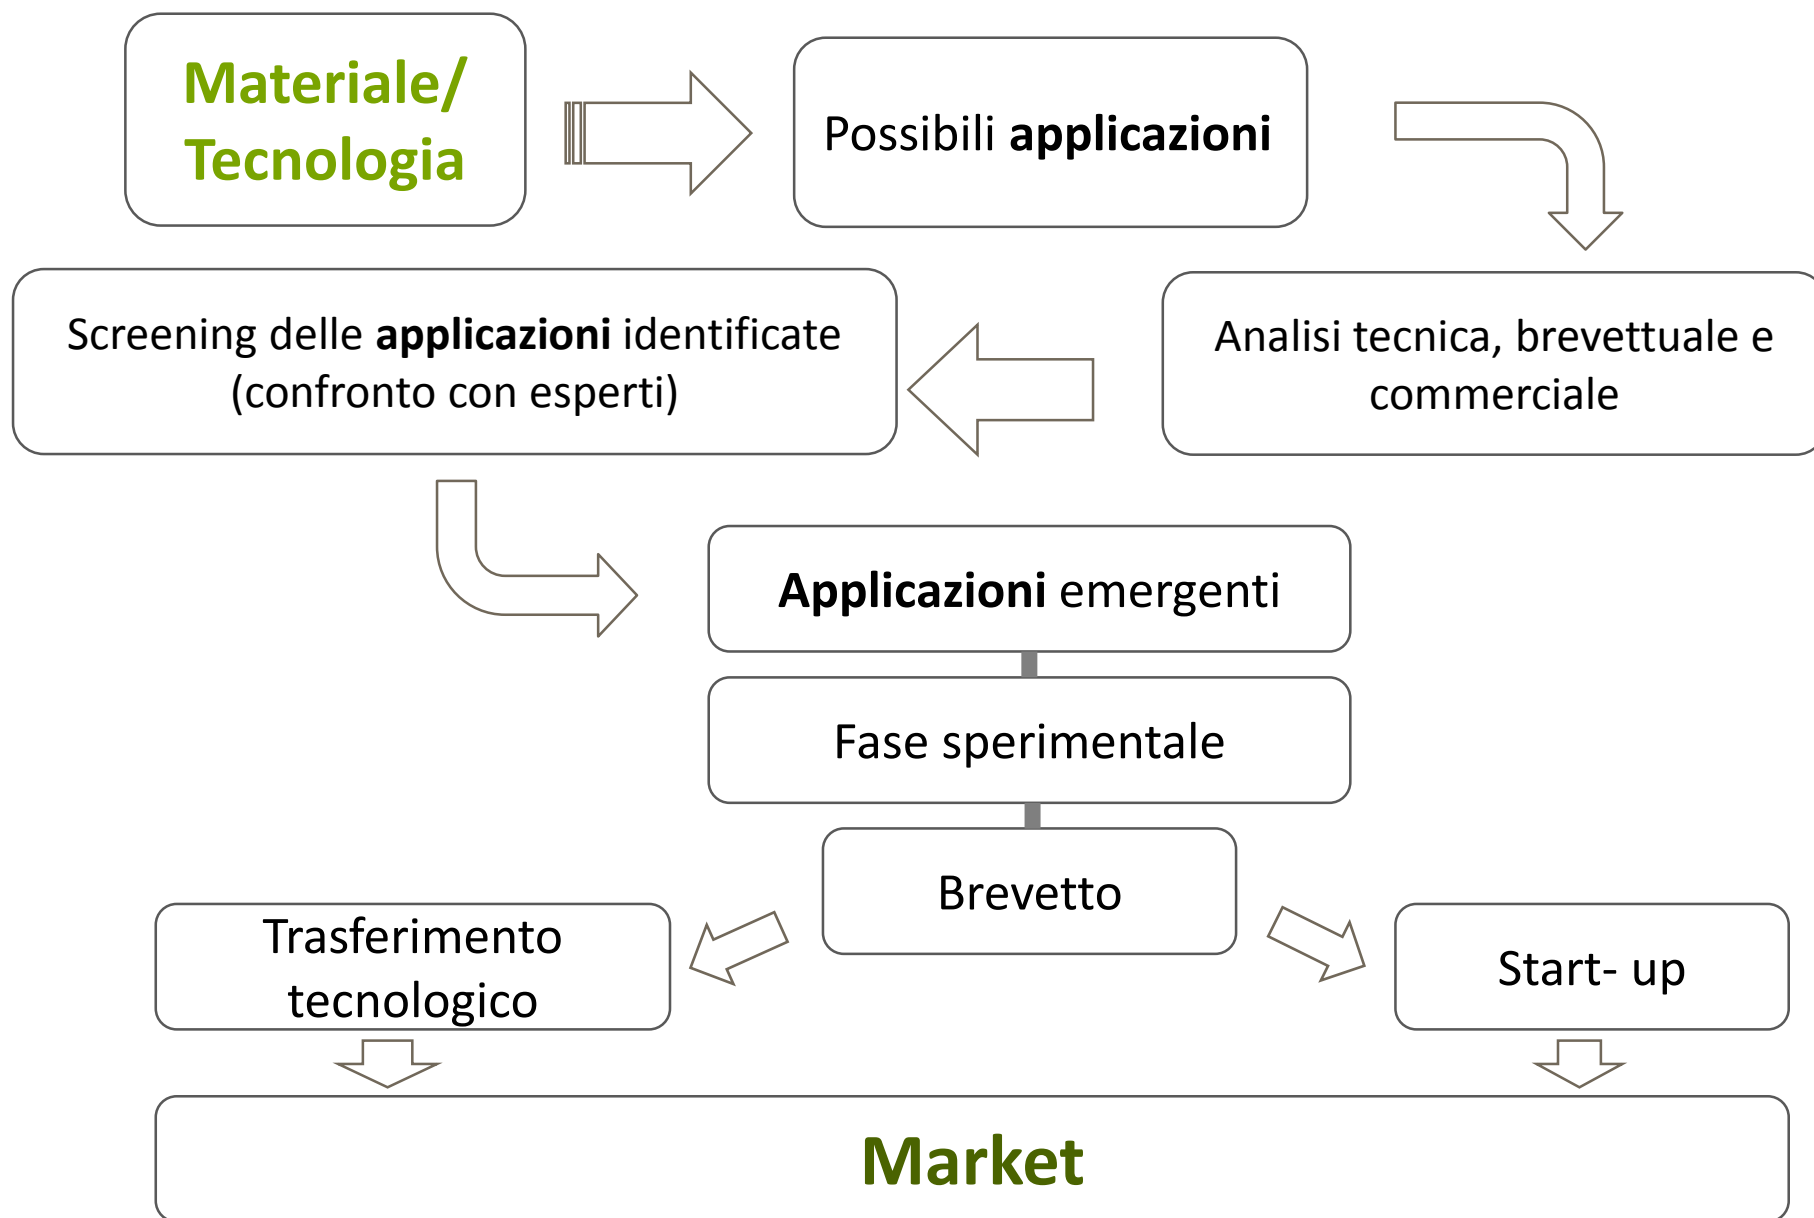 Materiale/
Tecnologia
Possibili applicazioni
Screening delle applicazioni identificate
(confronto con esperti)
Analisi tecnica, brevettuale e
commerciale
Applicazioni emergenti
Fase sperimentale
Brevetto
Trasferimento
tecnologico
Start- up
Market